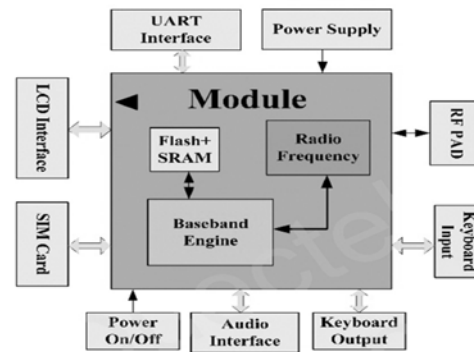 UART
Interface
Power Supply
LCD Interface
Module
Flash+
SRAM
Radio
Frequency
RF PAD
SIM Card
Baseband
Engine
Keyboard
Input
Power
On/Off
Audio
Interface
Keyboard
Output